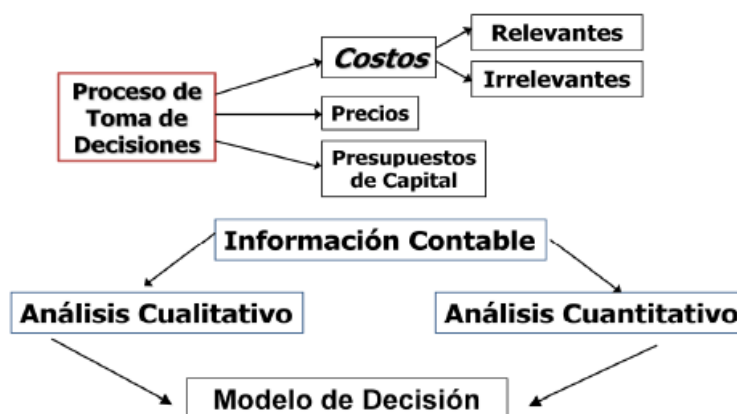 Relevantes
Costos
Irrelevantes
Proceso de
Toma de
Decisiones
Precios
Presupuestos
de Capital
Información Contable
Análisis Cualitativo
Análisis Cuantitativo
Modelo de Decisión